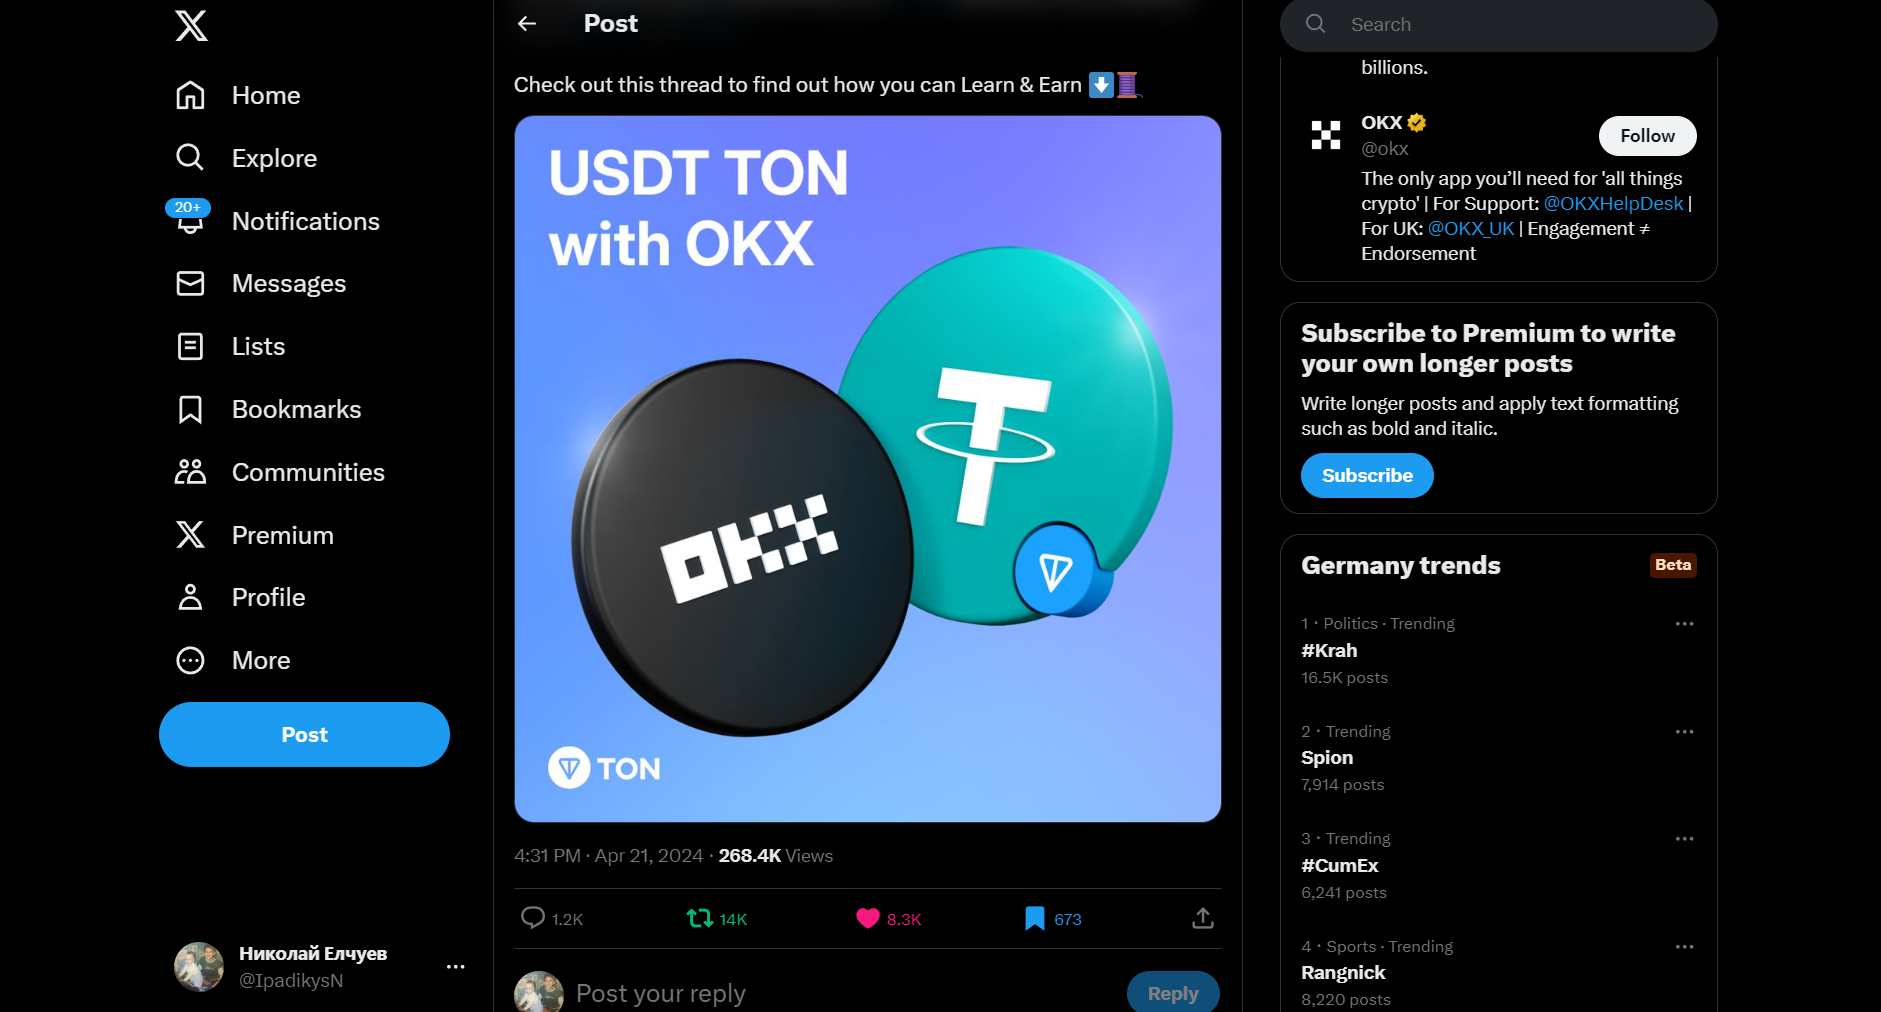 Home
Explore
20+
Notifications
Messages
Lists
Bookmarks
Communities
Premium
Profile
More
Post
Николай Елчуев
@IpadikysN
Post
Check out this thread to find out how you can Learn & Earn ⬇️🧵
USDT TON
with OKX
OKX
TON
4:31 PM · Apr 21, 2024 · 268.4K Views
1.2K
14K
8.3K
673
Post your reply
Reply
Search
billions.
OKX
@okx
Follow
The only app you’ll need for 'all things
crypto' | For Support: @OKXHelpDesk |
For UK: @OKX_UK | Engagement ≠
Endorsement
Subscribe to Premium to write
your own longer posts
Write longer posts and apply text formatting
such as bold and italic.
Subscribe
Germany trends
Beta
1 · Politics · Trending
#Krah
16.5K posts
2 · Trending
Spion
7,914 posts
3 · Trending
#CumEx
6,241 posts
4 · Sports · Trending
Rangnick
8,220 posts